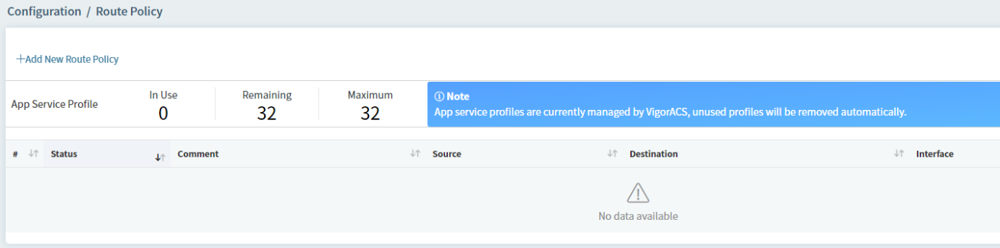 Configuration / Route Policy
+Add New Route Policy
App Service Profile
In Use
0
Remaining
32
Maximum
32
Note
App service profiles are currently managed by VigorACS, unused profiles will be removed automatically.
# Status Comment Source Destination Interface
No data available